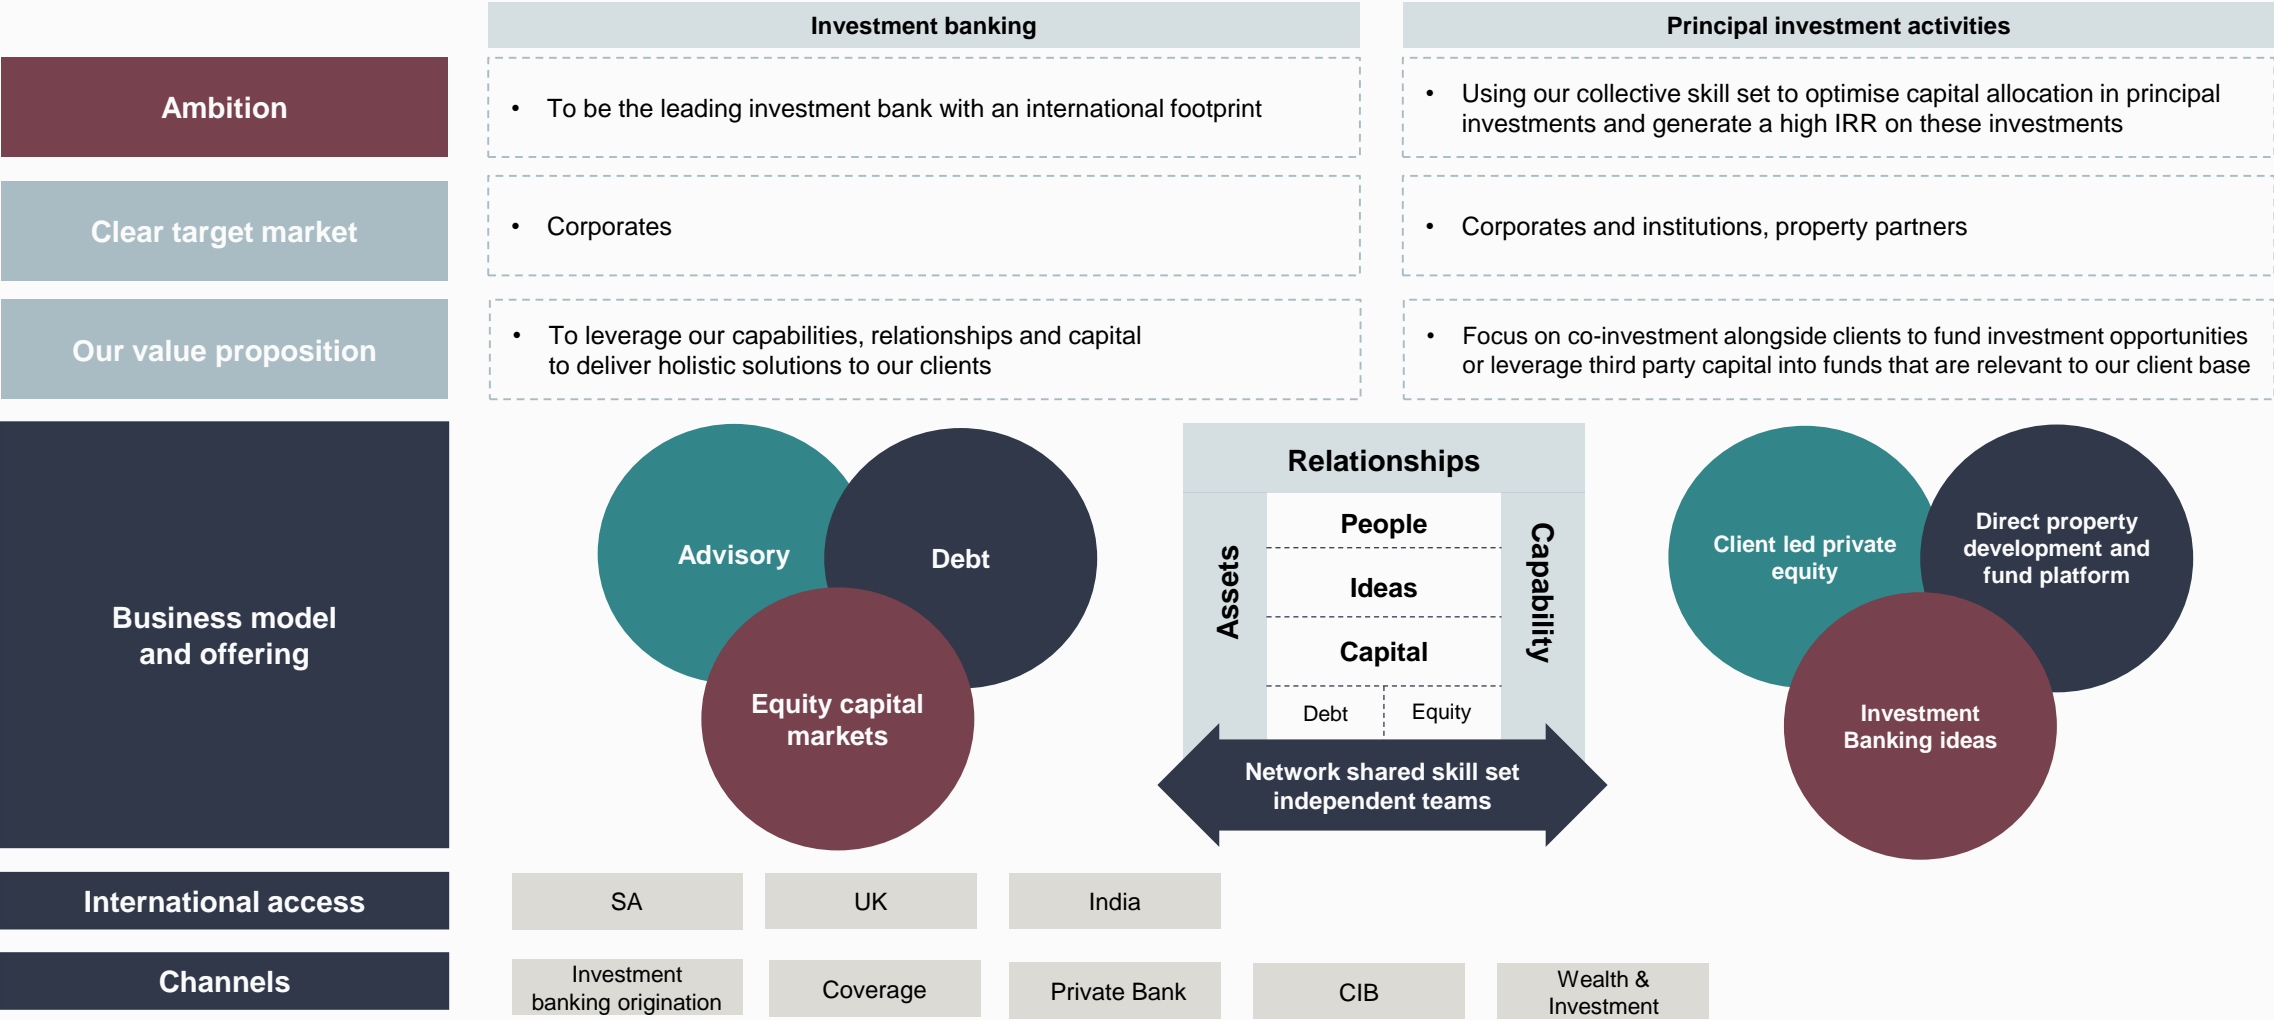 Investment banking
Principal investment activities
Ambition
• To be the leading investment bank with an international footprint
• Using our collective skill set to optimise capital allocation in principal
investments and generate a high IRR on these investments
Clear target market
• Corporates
• Corporates and institutions, property partners
Our value proposition
• To leverage our capabilities, relationships and capital
to deliver holistic solutions to our clients
• Focus on co-investment alongside clients to fund investment opportunities
or leverage third party capital into funds that are relevant to our client base
Business model
and offering
Advisory
Debt
Equity capital
markets
Relationships
Assets
People
Ideas
Capital
Debt
Equity
Capability
Network shared skill set
independent teams
Client led private
equity
Direct property
development and
fund platform
Investment
Banking ideas
International access
SA
UK
India
Channels
Investment
banking origination
Coverage
Private Bank
CIB
Wealth &
Investment